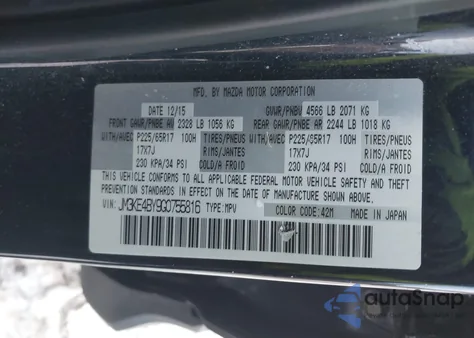 MFD. BY MAZDA MOTOR CORPORATION
DATE 12/15 GVWR/PNBV 4566 LB 2071 KG
FRONT GAWR/PNBE AV 2328 LB 1056 KG REAR GAWR/PNBE AR 2244 LB 1018 KG
WITH/AVEC P225/65R17 100H TIRES/PNEUS WITH/AVEC P225/65R17 100H TIRES/PNEUS
17X7J RIMS/JANTES 17X7J RIMS/JANTES
230 KPA/34 PSI COLD/A FROID 230 KPA/34 PSI COLD/A FROID
THIS VEHICLE CONFORMS TO ALL APPLICABLE FEDERAL MOTOR VEHICLE SAFETY AND
THEFT PREVENTION STANDARDS IN EFFECT ON THE DATE OF MANUFACTURE SHOWN ABOVE.
VIN: JM3KE4BY9G0755816 TYPE: MPV COLOR CODE: 42M MADE IN JAPAN
autoSnap